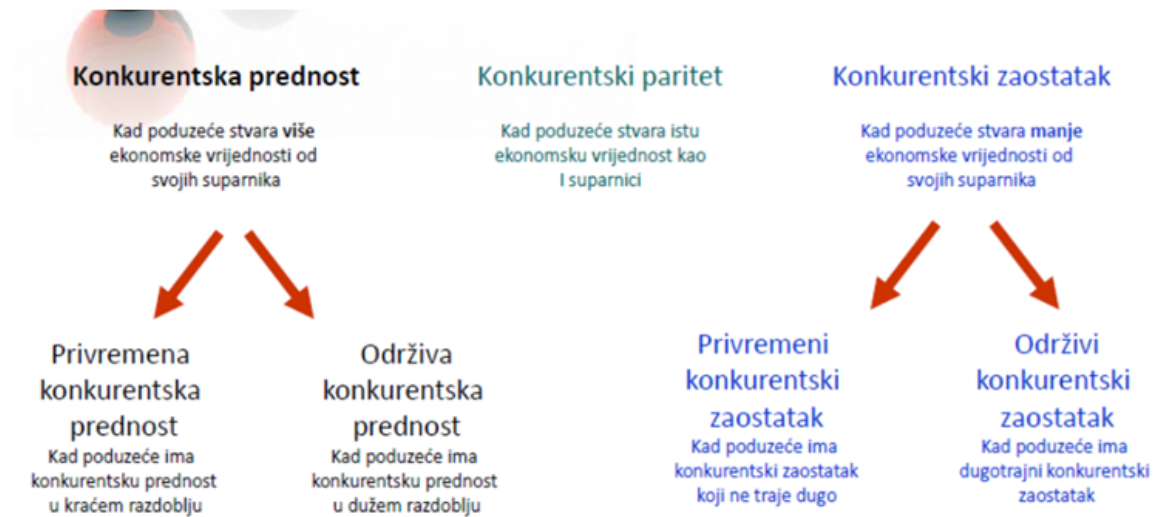 Konkurentska prednost
Kad poduzeće stvara više
ekonomske vrijednosti od
svojih suparnika
Konkurentski paritet
Kad poduzeće stvara istu
ekonomsku vrijednost kao
I suparnici
Konkurentski zaostatak
Kad poduzeće stvara manje
ekonomske vrijednosti od
svojih suparnika
Privremena
konkurentska
prednost
Kad poduzeće ima
konkurentsku prednost
u kraćem razdoblju
Održiva
konkurentska
prednost
Kad poduzeće ima
konkurentsku prednost
u dužem razdoblju
Privremeni
konkurentski
zaostatak
Kad poduzeće ima
konkurentski zaostatak
koji ne traje dugo
Održivi
konkurentski
zaostatak
Kad poduzeće ima
dugotrajni konkurentski
zaostatak